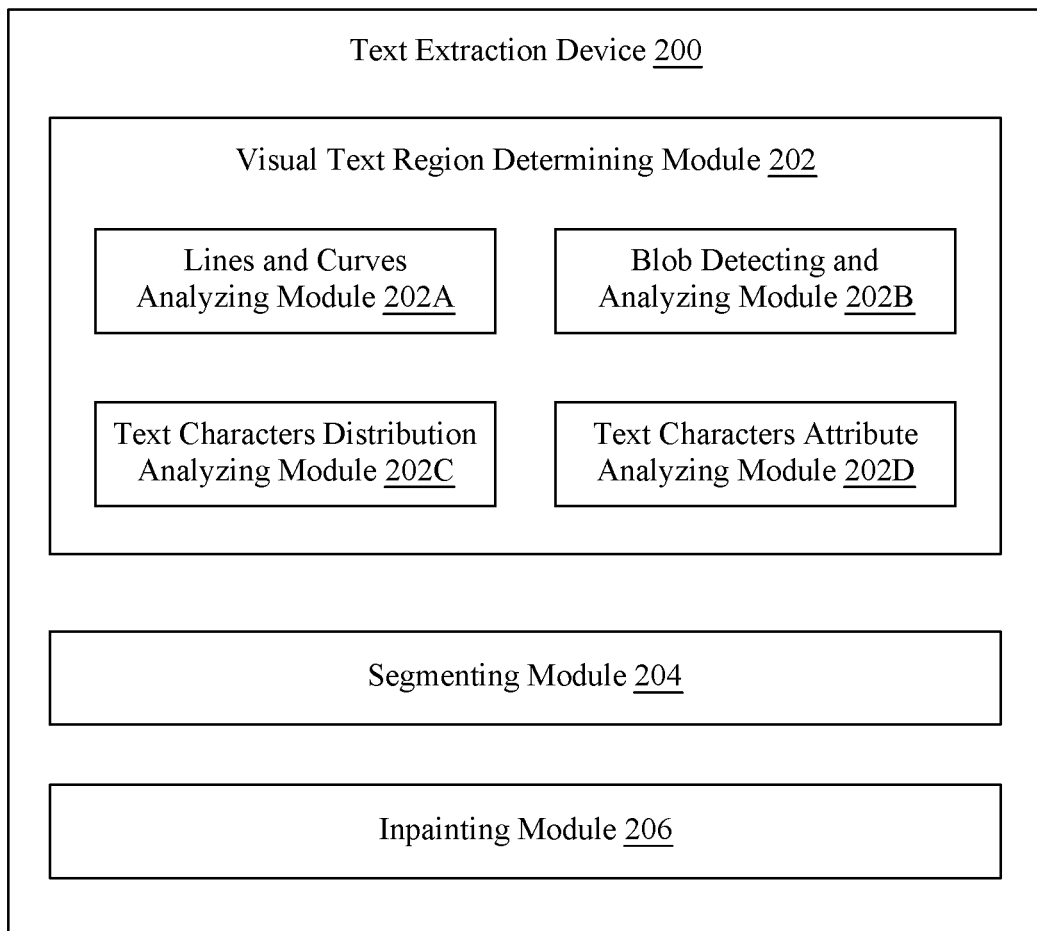 Text Extraction Device 200
Visual Text Region Determining Module 202
Lines and Curves
Analyzing Module 202A
Blob Detecting and
Analyzing Module 202B
Text Characters Distribution
Analyzing Module 202C
Text Characters Attribute
Analyzing Module 202D
Segmenting Module 204
Inpainting Module 206